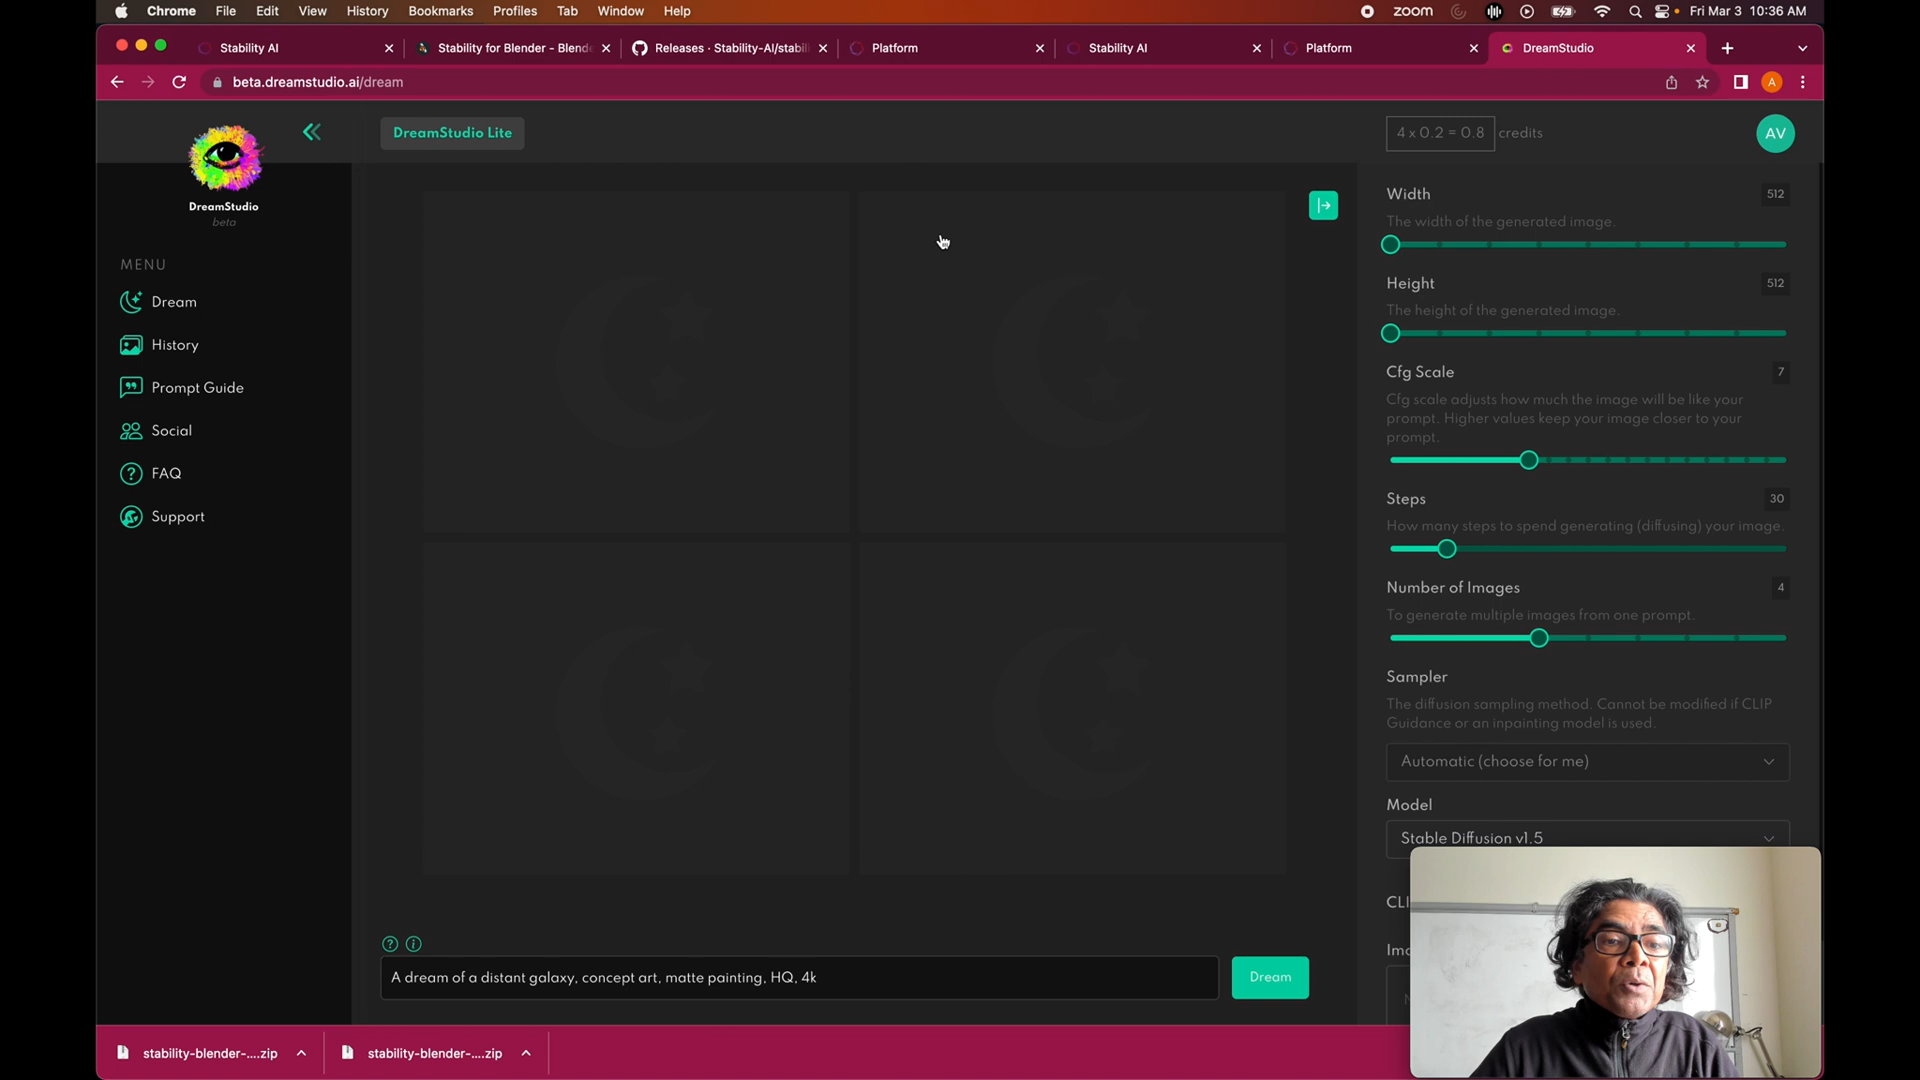 Chrome File Edit View History Bookmarks Profiles Tab Window Help
zoom
Fri Mar 3 10:36 AM
Stability AI
Stability for Blender - Blend
Releases · Stability-AI/stabil
Platform
Stability AI
Platform
DreamStudio
beta.dreamstudio.ai/dream
A
DreamStudio
beta
DreamStudio Lite
4 x 0.2 = 0.8 credits
AV
MENU
Dream
History
Prompt Guide
Social
FAQ
Support
Width 512
The width of the generated image.
Height 512
The height of the generated image.
Cfg Scale 7
Cfg scale adjusts how much the image will be like your
prompt. Higher values keep your image closer to your
prompt.
Steps 30
How many steps to spend generating (diffusing) your image.
Number of Images 4
To generate multiple images from one prompt.
Sampler
The diffusion sampling method. Cannot be modified if CLIP
Guidance or an inpainting model is used.
Automatic (choose for me)
Model
Stable Diffusion v1.5
CLI
A dream of a distant galaxy, concept art, matte painting, HQ, 4k
Dream
stability-blender-....zip
stability-blender-....zip